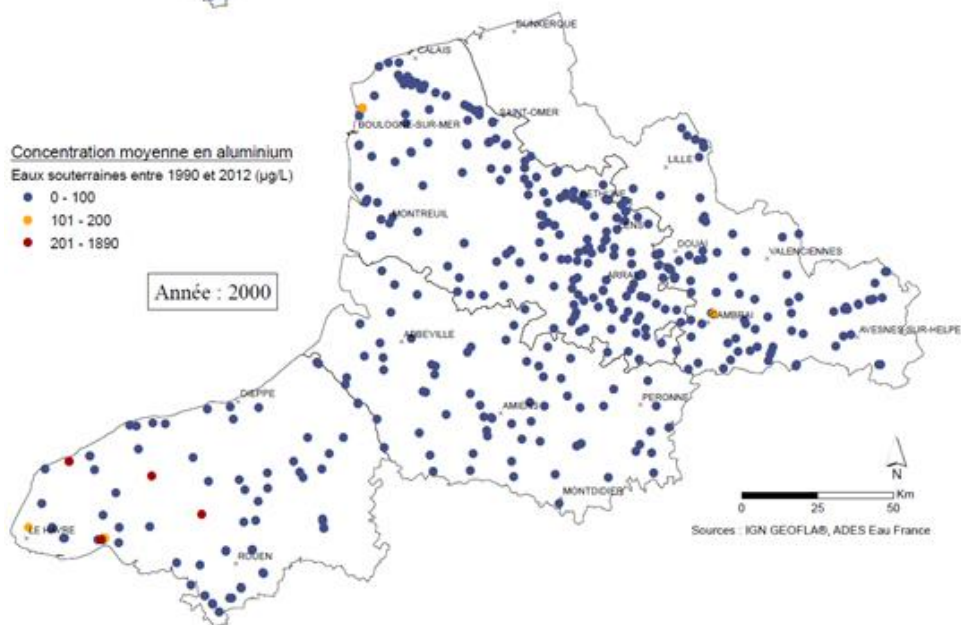 DUNKERQUE
CALAIS
SAINT-OMER
BOULOGNE-SUR-MER
LILLE
Concentration moyenne en aluminium
Eaux souterraines entre 1990 et 2012 (µg/L)
0 - 100
101 - 200
201 - 1890
BETHUNE
MONTREUIL
LENS
DOUAI
VALENCIENNES
ARRAS
Année : 2000
CAMBRAI
AVESNES-SUR-HELPE
ABBEVILLE
DIEPPE
PERONNE
AMIENS
N
MONTDIDIER
Km
0 25 50
Sources : IGN GEOFLA®, ADES Eau France
LE HAVRE
ROUEN